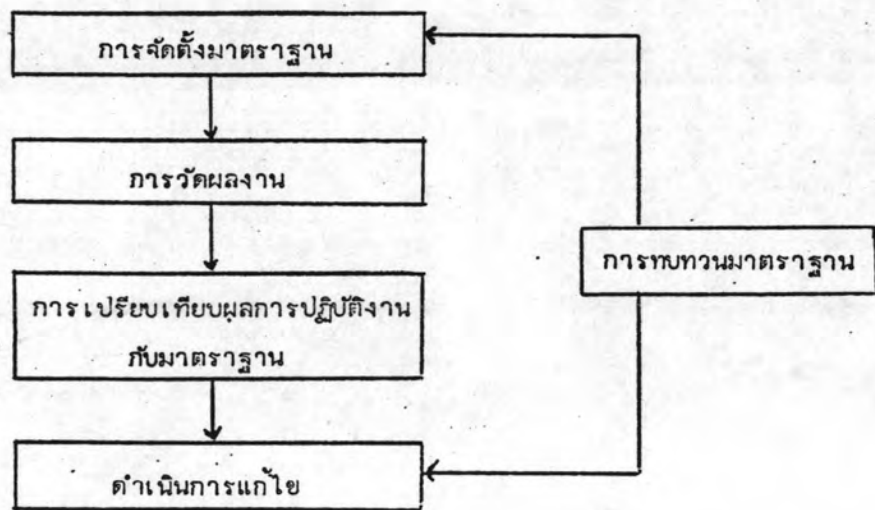 การจัดตั้งมาตราฐาน
การวัดผลงาน
การทบทวนมาตราฐาน
การเปรียบเทียบผลการปฏิบัติงาน
กับมาตราฐาน
ดำเนินการแก้ไข